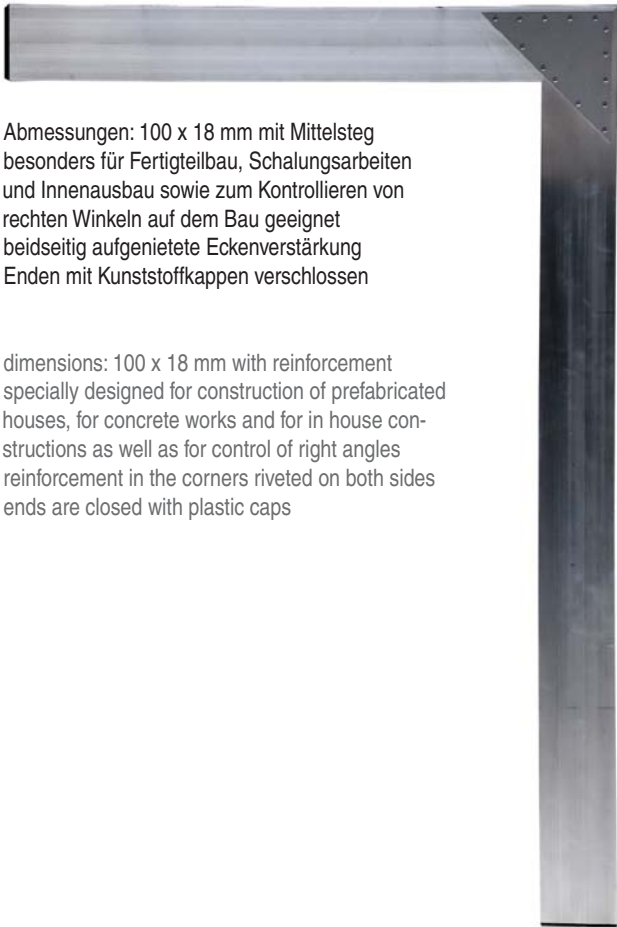 Abmessungen: 100 x 18 mm mit Mittelsteg
besonders für Fertigteilbau, Schalungsarbeiten
und Innenausbau sowie zum Kontrollieren von
rechten Winkeln auf dem Bau geeignet
beidseitig aufgenietete Eckenverstärkung
Enden mit Kunststoffkappen verschlossen
dimensions: 100 x 18 mm with reinforcement
specially designed for construction of prefabricated
houses, for concrete works and for in house con-
structions as well as for control of right angles
reinforcement in the corners riveted on both sides
ends are closed with plastic caps